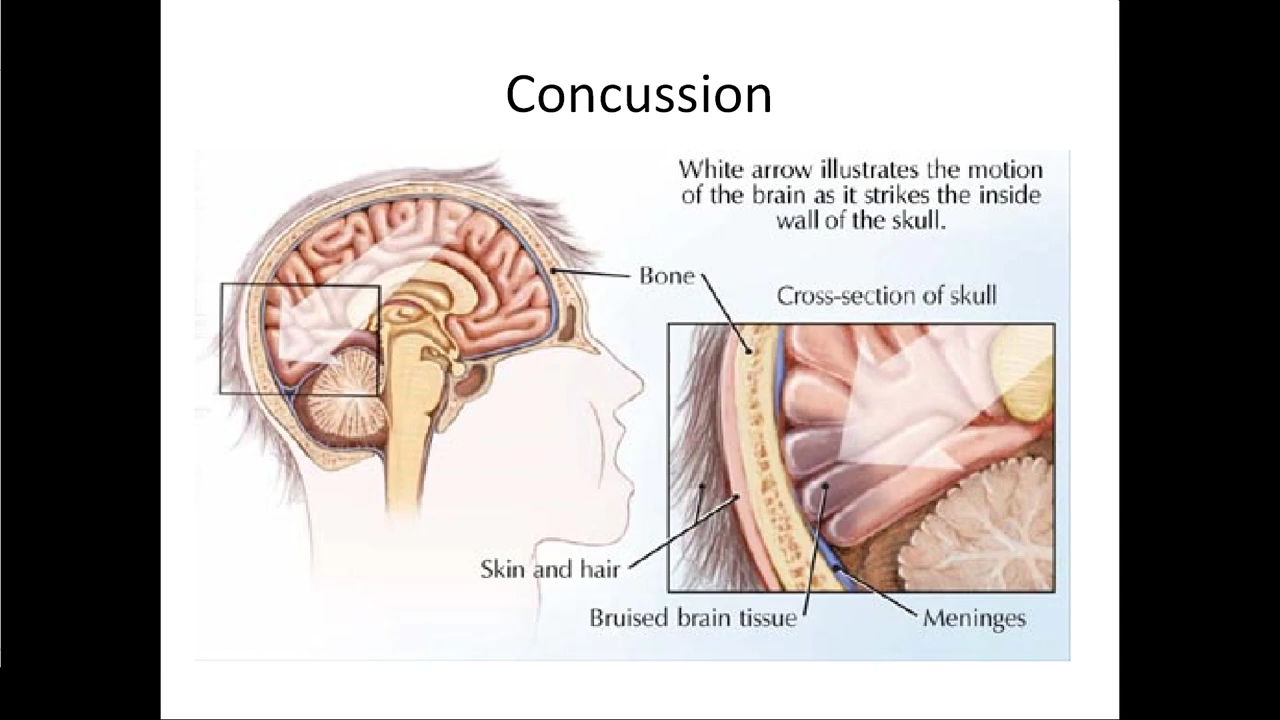 Concussion
White arrow illustrates the motion
of the brain as it strikes the inside
wall of the skull.
Bone
Cross-section of skull
Skin and hair
Bruised brain tissue
Meninges